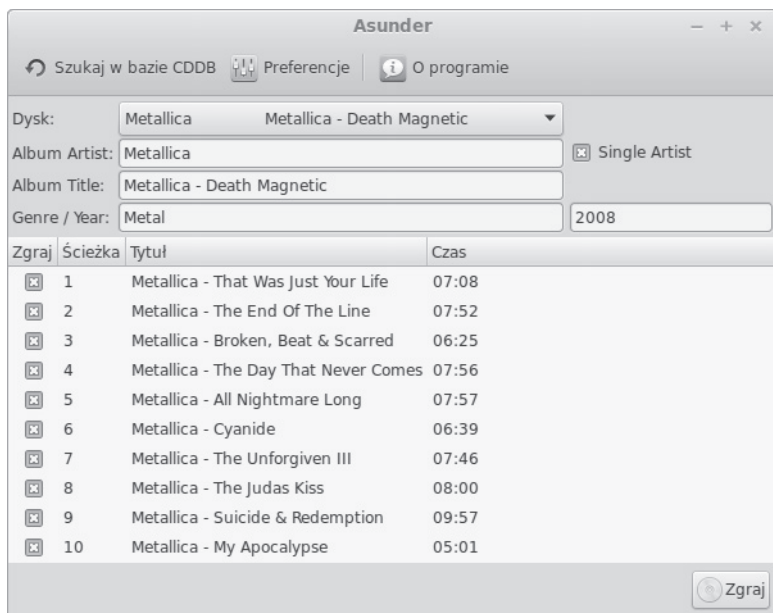 Asunder
Szukaj w bazie CDDB Preferencje O programie
Dysk: Metallica Metallica - Death Magnetic
Album Artist: Metallica Single Artist
Album Title: Metallica - Death Magnetic
Genre / Year: Metal 2008
Zgraj Ścieżka Tytuł Czas
1 Metallica - That Was Just Your Life 07:08
2 Metallica - The End Of The Line 07:52
3 Metallica - Broken, Beat & Scarred 06:25
4 Metallica - The Day That Never Comes 07:56
5 Metallica - All Nightmare Long 07:57
6 Metallica - Cyanide 06:39
7 Metallica - The Unforgiven III 07:46
8 Metallica - The Judas Kiss 08:00
9 Metallica - Suicide & Redemption 09:57
10 Metallica - My Apocalypse 05:01
Zgraj